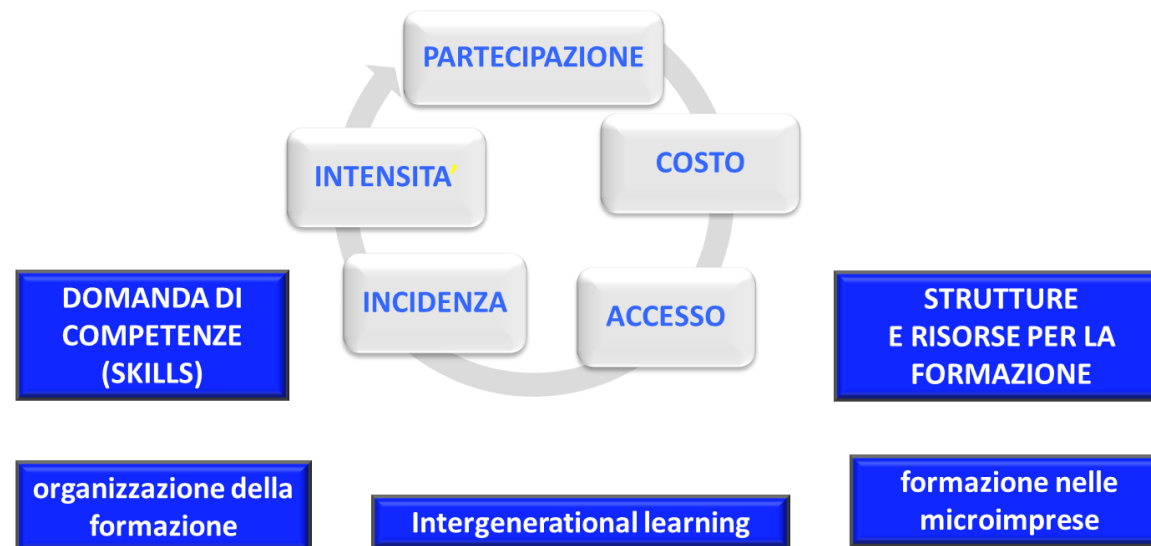 PARTECIPAZIONE
COSTO
INTENSITA'
INCIDENZA
ACCESSO
DOMANDA DI
COMPETENZE
(SKILLS)
STRUTTURE
E RISORSE PER LA
FORMAZIONE
organizzazione della
formazione
Intergenerational learning
formazione nelle
microimprese